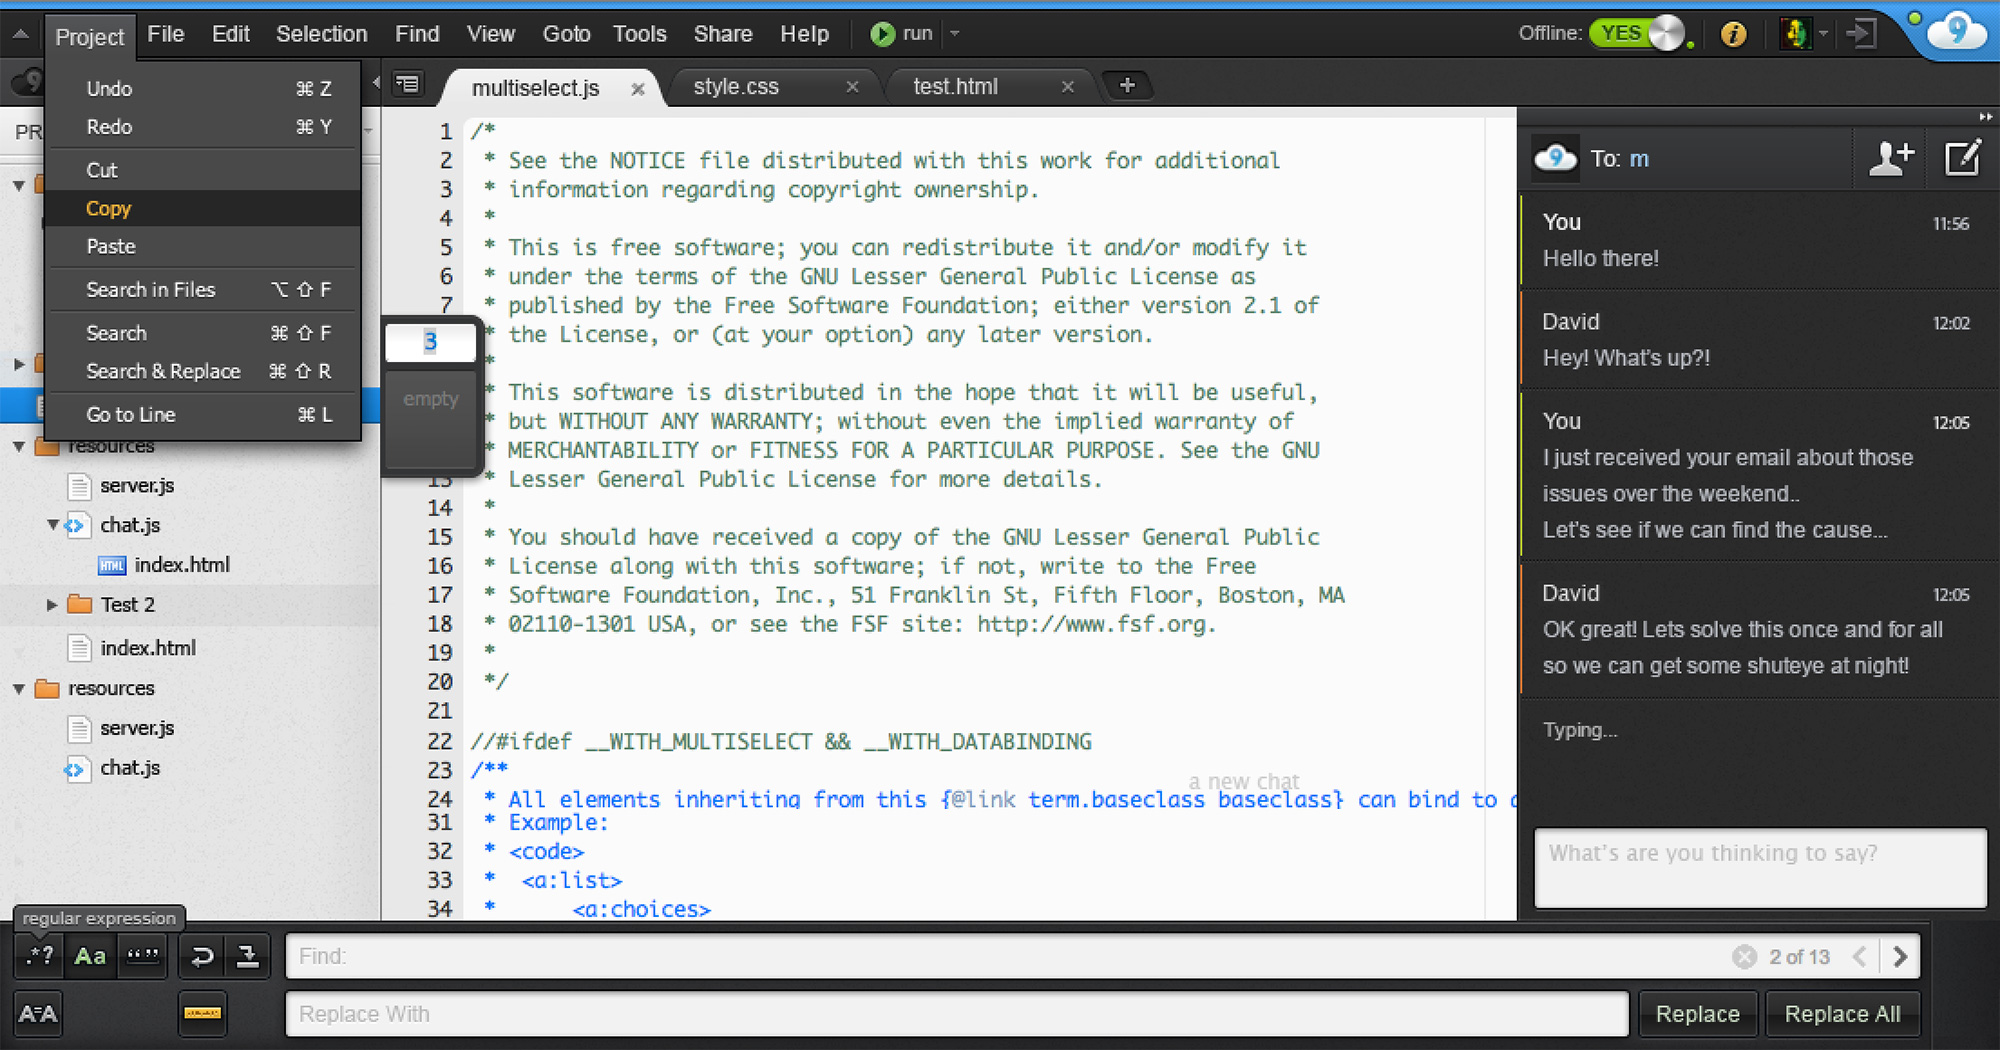 Project File Edit Selection Find View Goto Tools Share Help run Offline: YES
Undo ⌘ Z
Redo ⌘ Y
Cut
Copy
Paste
Search in Files ⌥ ⇧ F
Search ⌘ ⇧ F
Search & Replace ⌘ ⇧ R
Go to Line ⌘ L
PR
resources
server.js
chat.js
HTML index.html
Test 2
index.html
resources
server.js
chat.js
multiselect.js style.css test.html
1 /*
2 * See the NOTICE file distributed with this work for additional
3 * information regarding copyright ownership.
4 *
5 * This is free software; you can redistribute it and/or modify it
6 * under the terms of the GNU Lesser General Public License as
7 * published by the Free Software Foundation; either version 2.1 of
* the License, or (at your option) any later version.
*
* This software is distributed in the hope that it will be useful,
* but WITHOUT ANY WARRANTY; without even the implied warranty of
* MERCHANTABILITY or FITNESS FOR A PARTICULAR PURPOSE. See the GNU
13 * Lesser General Public License for more details.
14 *
15 * You should have received a copy of the GNU Lesser General Public
16 * License along with this software; if not, write to the Free
17 * Software Foundation, Inc., 51 Franklin St, Fifth Floor, Boston, MA
18 * 02110-1301 USA, or see the FSF site: http://www.fsf.org.
19 *
20 */
21
22 //#ifdef __WITH_MULTISELECT && __WITH_DATABINDING
23 /**
a new chat
24 * All elements inheriting from this {@link term.baseclass baseclass} can bind to
31 * Example:
32 * <code>
33 * <a:list>
34 * <a:choices>
3
empty
9
9 To: m
You 11:56
Hello there!
David 12:02
Hey! What's up?!
You 12:05
I just received your email about those
issues over the weekend..
Let's see if we can find the cause...
David 12:05
OK great! Lets solve this once and for all
so we can get some shuteye at night!
Typing...
What's are you thinking to say?
regular expression
.*? Aa “ ” Find: 2 of 13
A=A Replace With Replace Replace All